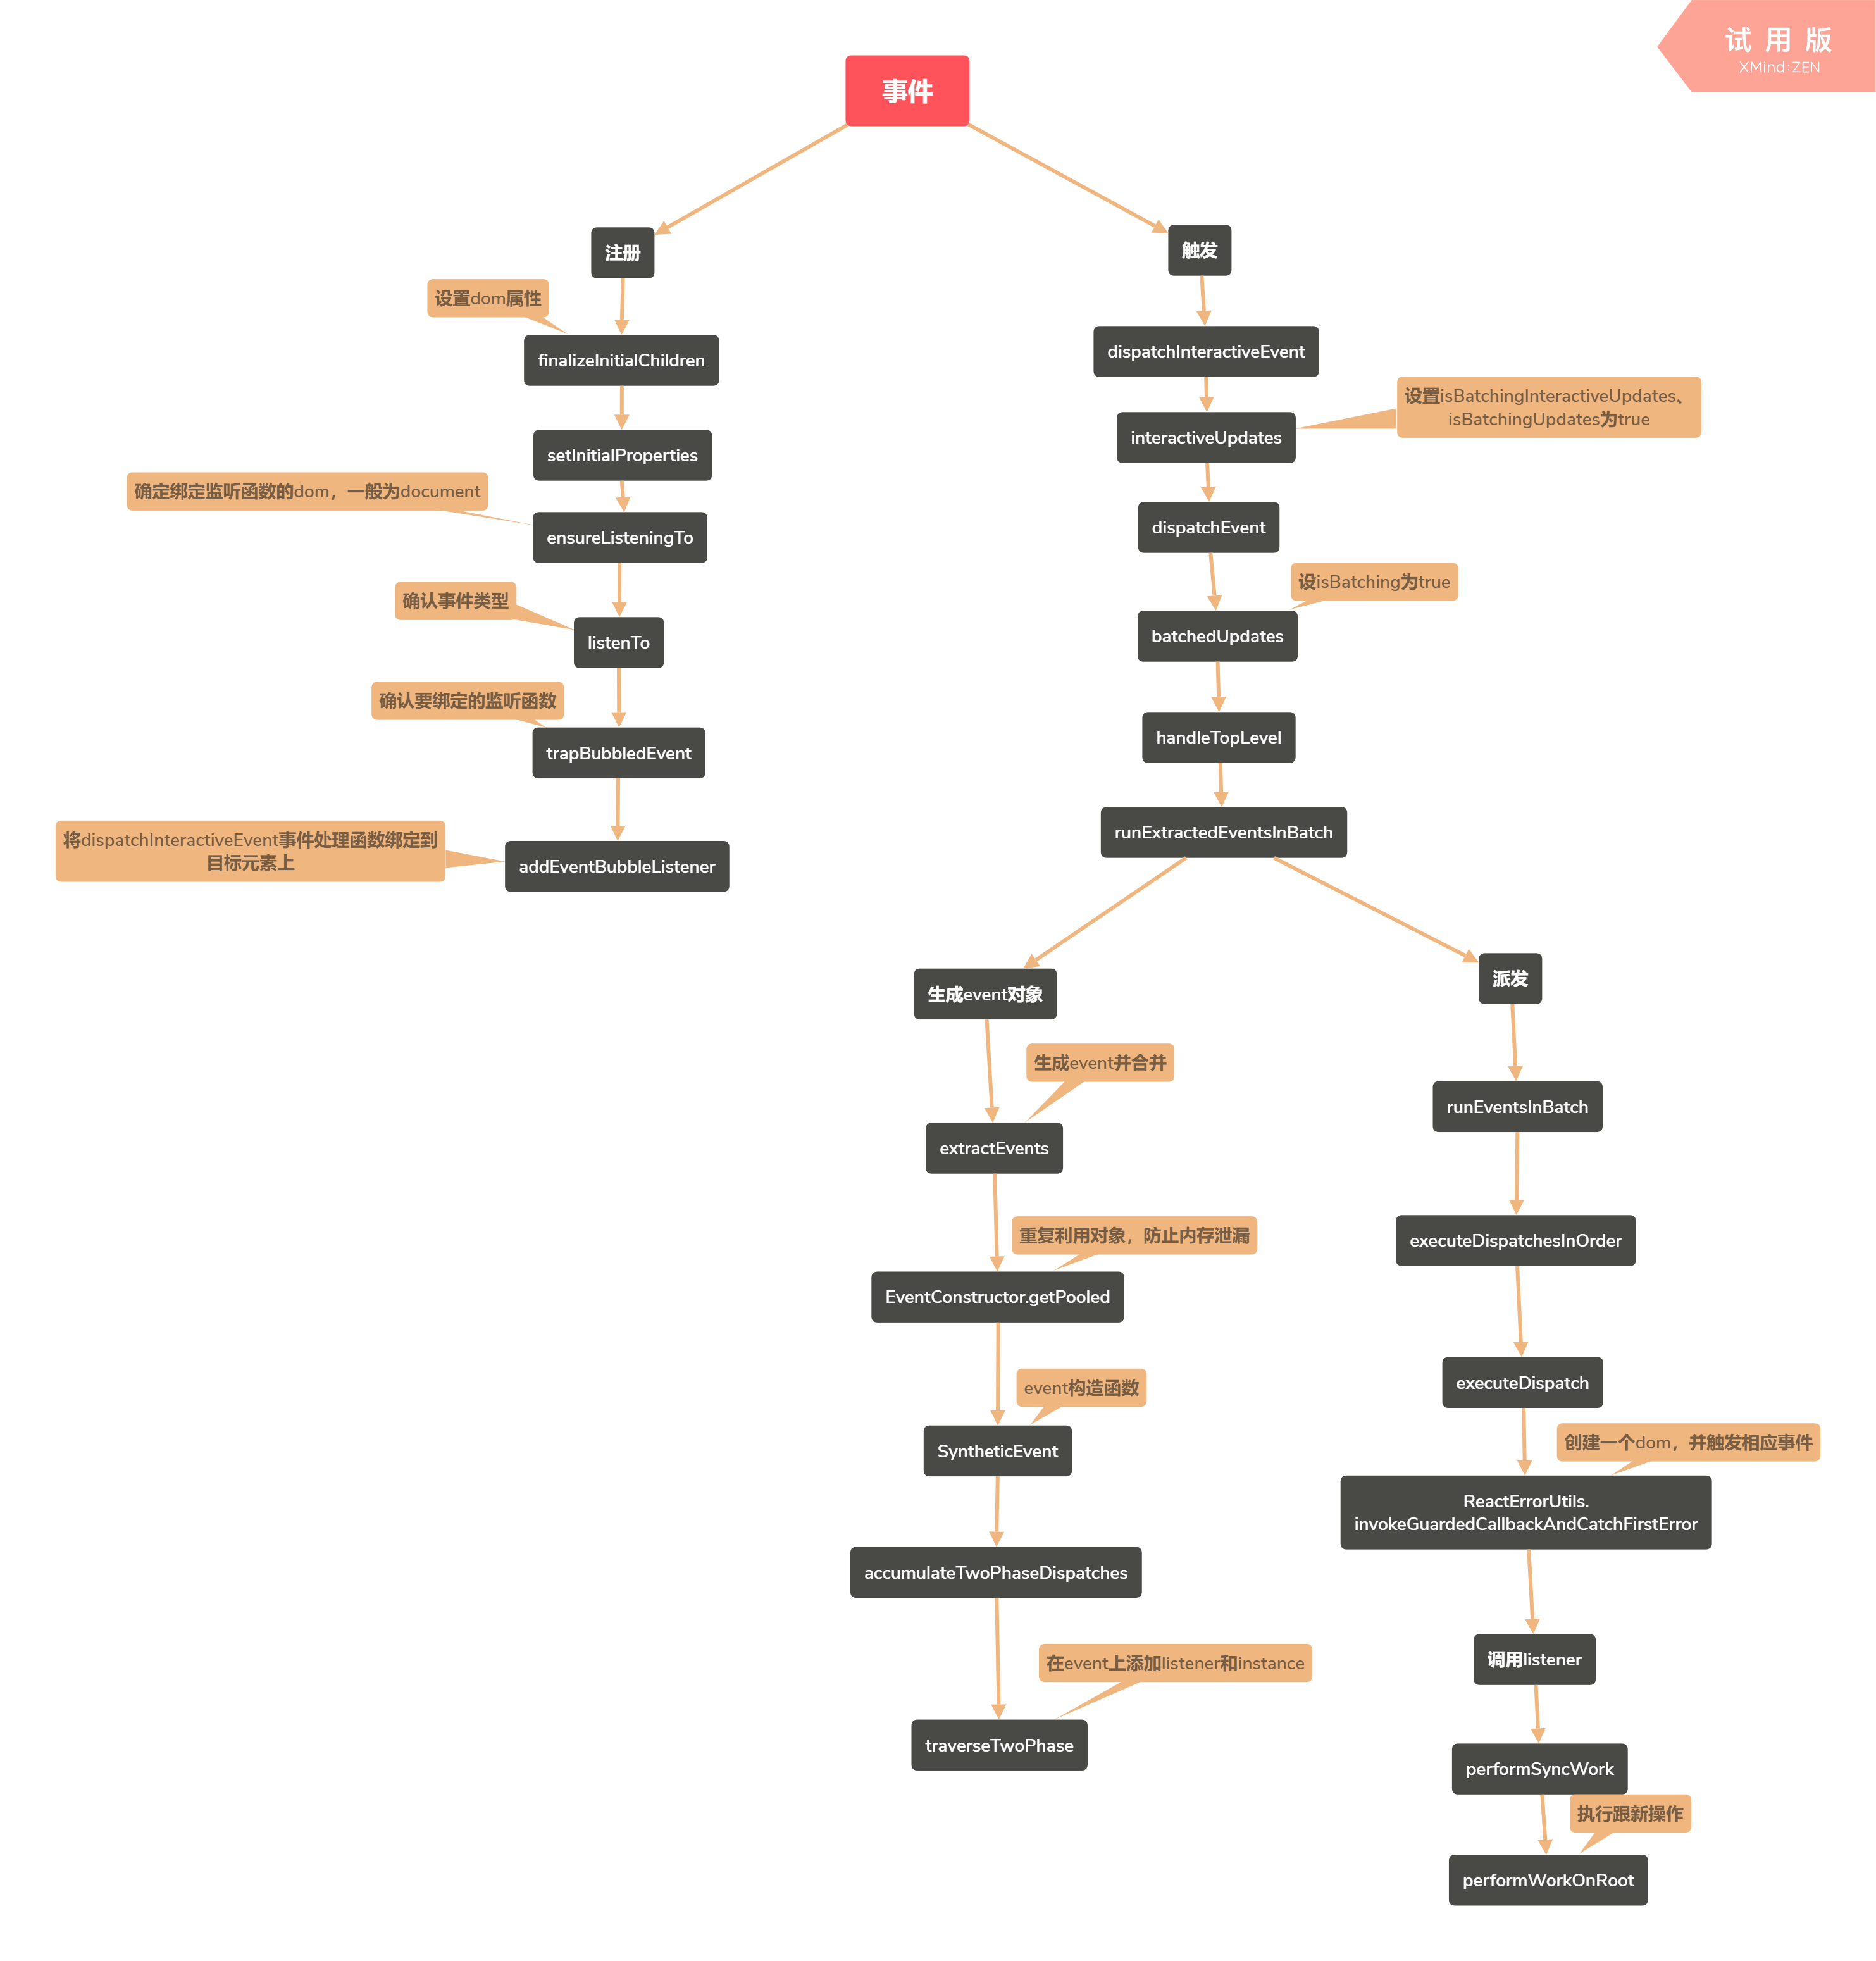 试用版
XMind:ZEN
事件
注册
设置dom属性
finalizeInitialChildren
setInitialProperties
确定绑定监听函数的dom，一般为document
ensureListeningTo
确认事件类型
listenTo
确认要绑定的监听函数
trapBubbledEvent
将dispatchInteractiveEvent事件处理函数绑定到
目标元素上
addEventBubbleListener
触发
dispatchInteractiveEvent
设置isBatchingInteractiveUpdates、
isBatchingUpdates为true
interactiveUpdates
dispatchEvent
设isBatching为true
batchedUpdates
handleTopLevel
runExtractedEventsInBatch
生成event对象
生成event并合并
extractEvents
重复利用对象，防止内存泄漏
EventConstructor.getPooled
event构造函数
SyntheticEvent
accumulateTwoPhaseDispatches
在event上添加listener和instance
traverseTwoPhase
派发
runEventsInBatch
executeDispatchesInOrder
executeDispatch
创建一个dom，并触发相应事件
ReactErrorUtils.
invokeGuardedCallbackAndCatchFirstError
调用listener
performSyncWork
执行跟新操作
performWorkOnRoot